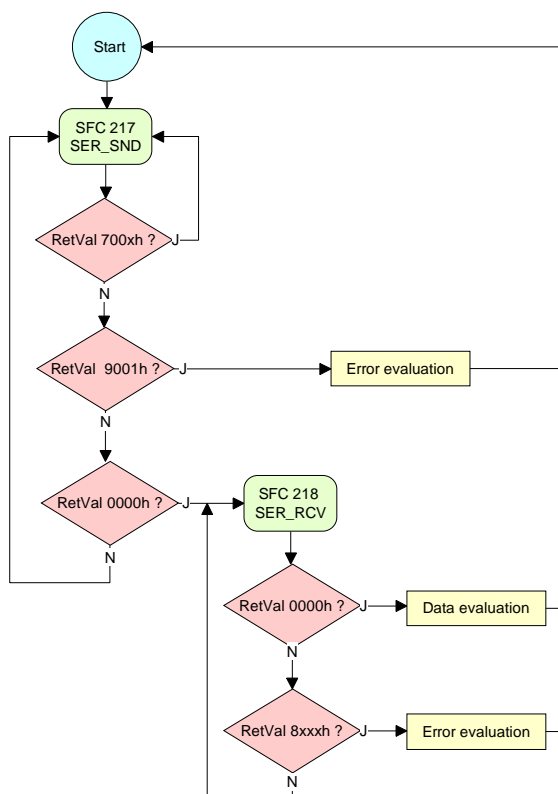 Start
SFC 217
SER_SND
RetVal 700xh ?
J
N
RetVal 9001h ?
J
Error evaluation
N
RetVal 0000h ?
J
N
SFC 218
SER_RCV
RetVal 0000h ?
J
Data evaluation
N
RetVal 8xxxh ?
J
Error evaluation
N